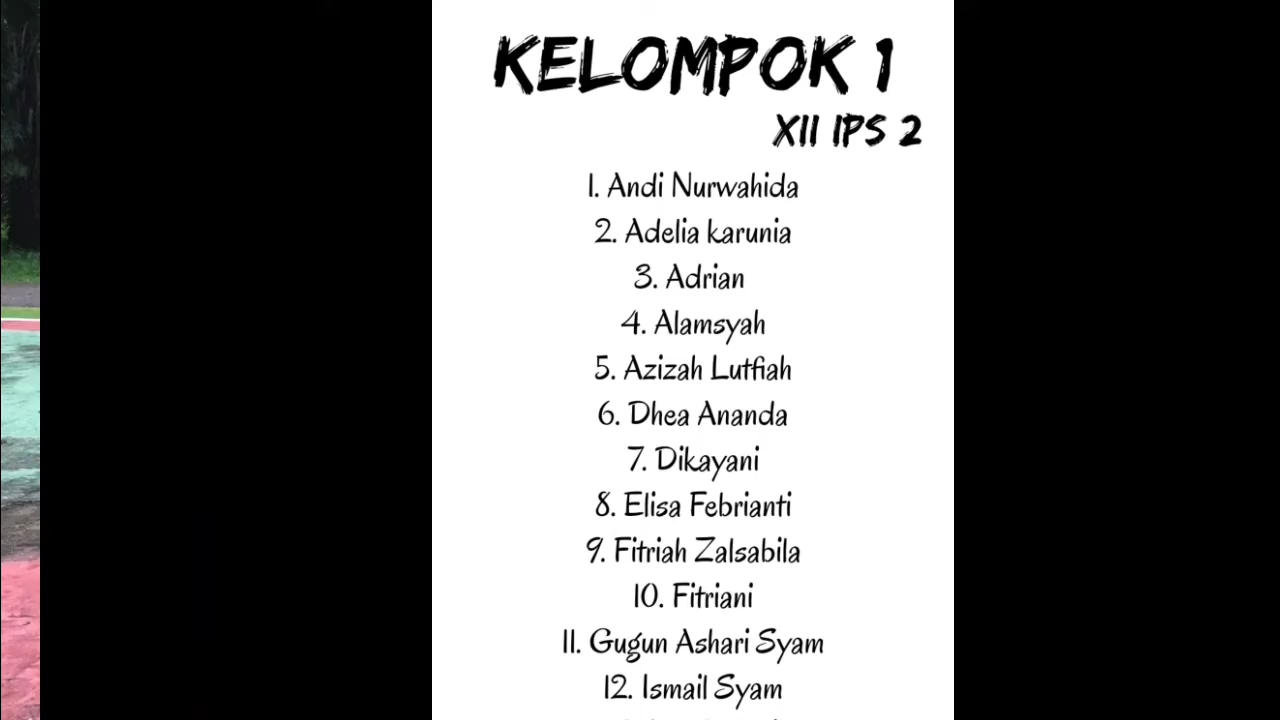 KELOMPOK 1
XII IPS 2
1. Andi Nurwahida
2. Adelia karunia
3. Adrian
4. Alamsyah
5. Azizah Lutfiah
6. Dhea Ananda
7. Dikayani
8. Elisa Febrianti
9. Fitriah Zalsabila
10. Fitriani
11. Gugun Ashari Syam
12. Ismail Syam